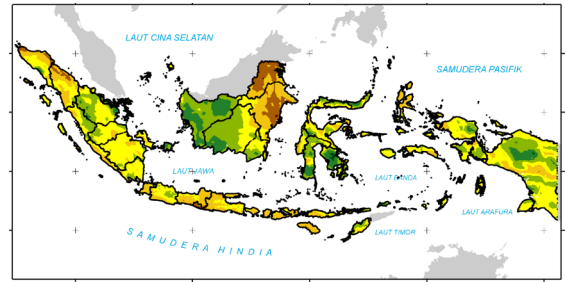 LAUT CINA SELATAN
SAMUDERA PASIFIK
LAUT JAWA
LAUT BANDA
LAUT ARAFURA
LAUT TIMOR
SAMUDERA HINDIA